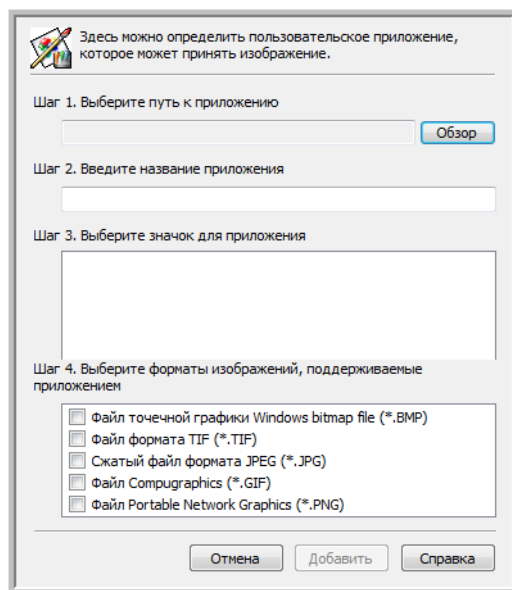 Здесь можно определить пользовательское приложение,
которое может принять изображение.
Шаг 1. Выберите путь к приложению
Обзор
Шаг 2. Введите название приложения
Шаг 3. Выберите значок для приложения
Шаг 4. Выберите форматы изображений, поддерживаемые
приложением
Файл точечной графики Windows bitmap file (*.BMP)
Файл формата TIF (*.TIF)
Сжатый файл формата JPEG (*.JPG)
Файл Compugraphics (*.GIF)
Файл Portable Network Graphics (*.PNG)
Отмена Добавить Справка